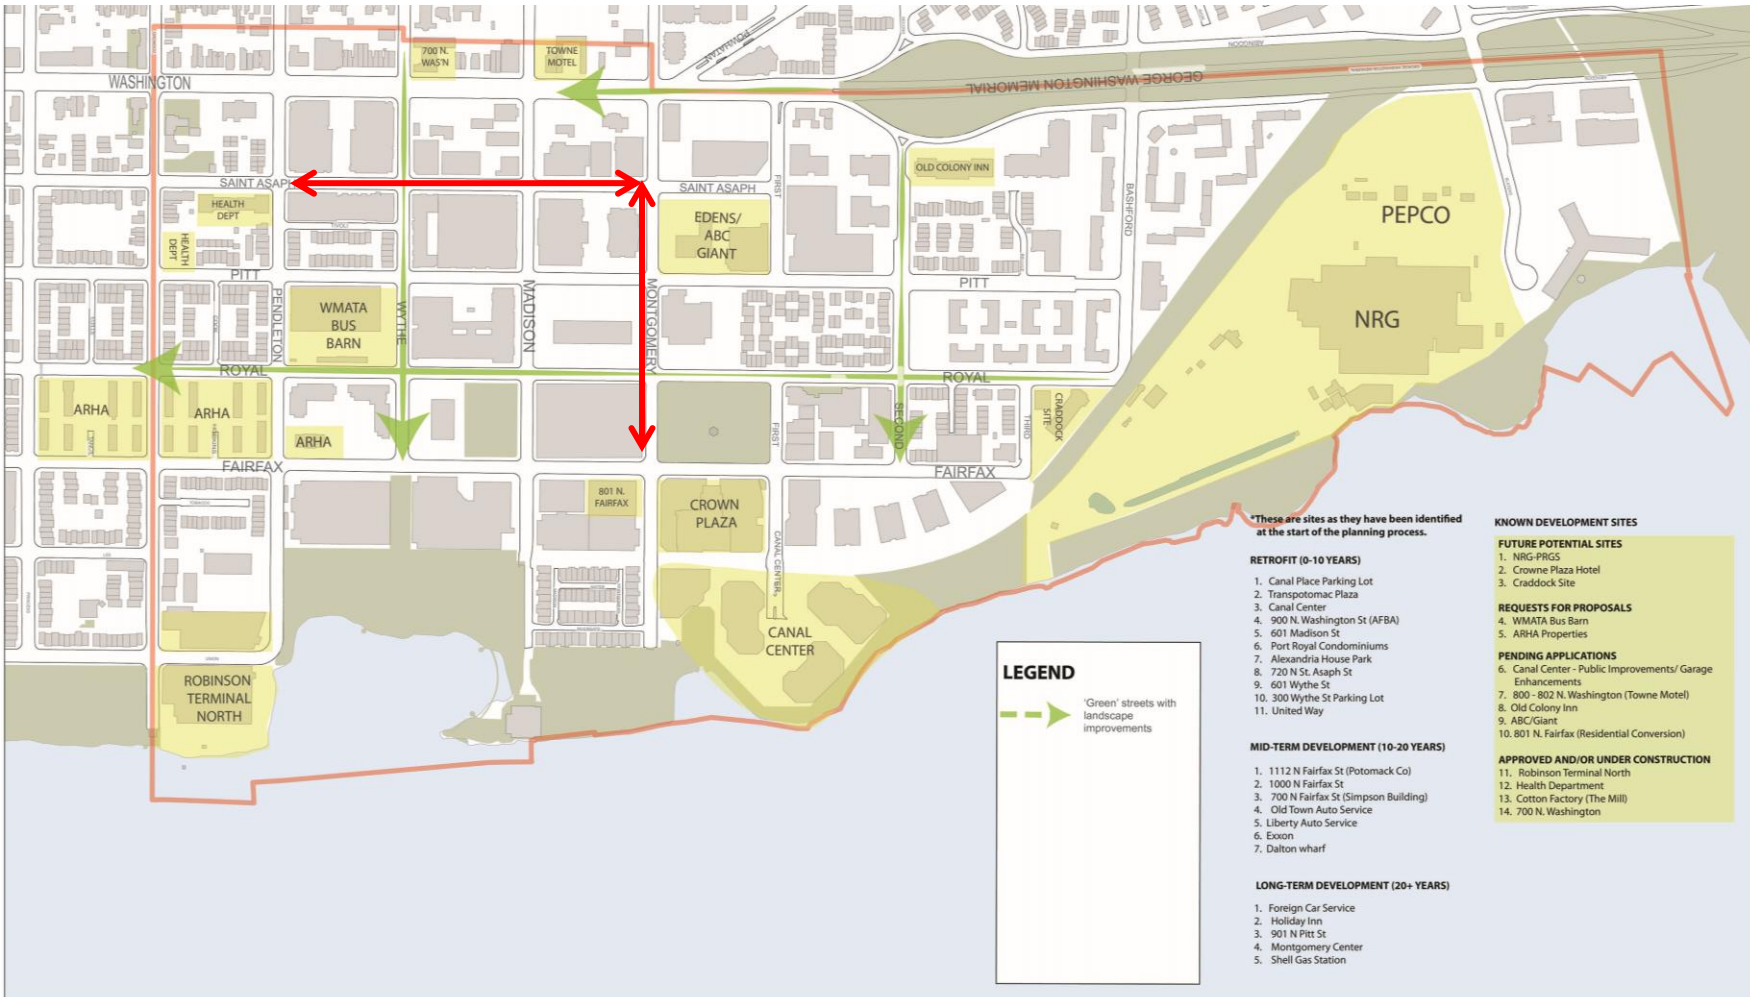 POWHATAN
ABINGDON
700 N.
WAS'N
TOWNE
MOTEL
WASHINGTON
GEORGE WASHINGTON MEMORIAL
OLD COLONY INN
SAINT ASAPH
SAINT ASAPH
FIRST
BASHFORD
HEALTH
DEPT
HEALTH
DEPT
TIVOLI
EDENS/
ABC
GIANT
PEPCO
PITT
PITT
PENDLETON
WMATA
BUS
BARN
WYTHE
MADISON
MONTGOMERY
NRG
ROYAL
ROYAL
ARHA
ARHA
ARHA
FIRST
SECOND
THIRD
CRADDOCK
SITE
FAIRFAX
FAIRFAX
801 N.
FAIRFAX
CROWN
PLAZA
CANAL CENTER
CANAL
CENTER
UNION
ROBINSON
TERMINAL
NORTH
LEGEND
'Green' streets with
landscape
improvements
*These are sites as they have been identified
at the start of the planning process.
RETROFIT (0-10 YEARS)
1. Canal Place Parking Lot
2. Transpotomac Plaza
3. Canal Center
4. 900 N. Washington St (AFBA)
5. 601 Madison St
6. Port Royal Condominiums
7. Alexandria House Park
8. 720 N St. Asaph St
9. 601 Wythe St
10. 300 Wythe St Parking Lot
11. United Way
MID-TERM DEVELOPMENT (10-20 YEARS)
1. 1112 N Fairfax St (Potomack Co)
2. 1000 N Fairfax St
3. 700 N Fairfax St (Simpson Building)
4. Old Town Auto Service
5. Liberty Auto Service
6. Exxon
7. Dalton wharf
LONG-TERM DEVELOPMENT (20+ YEARS)
1. Foreign Car Service
2. Holiday Inn
3. 901 N Pitt St
4. Montgomery Center
5. Shell Gas Station
KNOWN DEVELOPMENT SITES
FUTURE POTENTIAL SITES
1. NRG-PRGS
2. Crowne Plaza Hotel
3. Craddock Site
REQUESTS FOR PROPOSALS
4. WMATA Bus Barn
5. ARHA Properties
PENDING APPLICATIONS
6. Canal Center - Public Improvements/ Garage
Enhancements
7. 800 - 802 N. Washington (Towne Motel)
8. Old Colony Inn
9. ABC/Giant
10. 801 N. Fairfax (Residential Conversion)
APPROVED AND/OR UNDER CONSTRUCTION
11. Robinson Terminal North
12. Health Department
13. Cotton Factory (The Mill)
14. 700 N. Washington